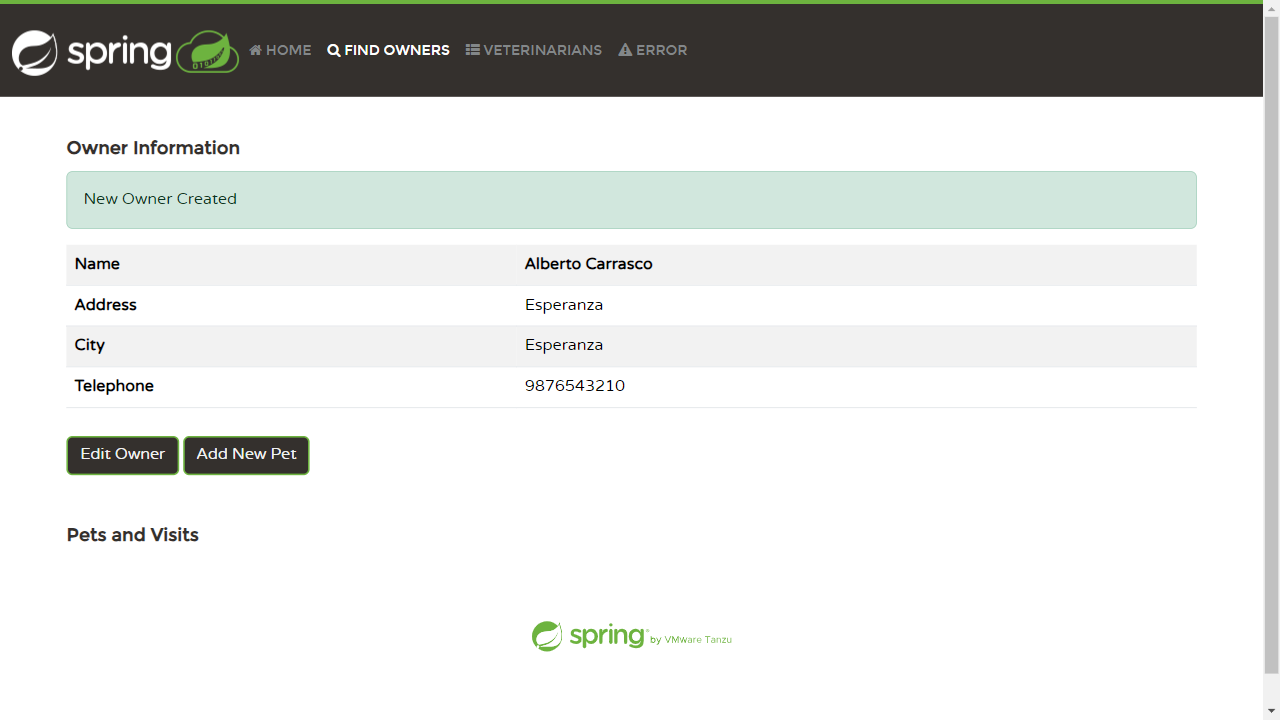 spring HOME FIND OWNERS VETERINARIANS ERROR
Owner Information
New Owner Created
Name Alberto Carrasco
Address Esperanza
City Esperanza
Telephone 9876543210
Edit Owner Add New Pet
Pets and Visits
spring by VMware Tanzu